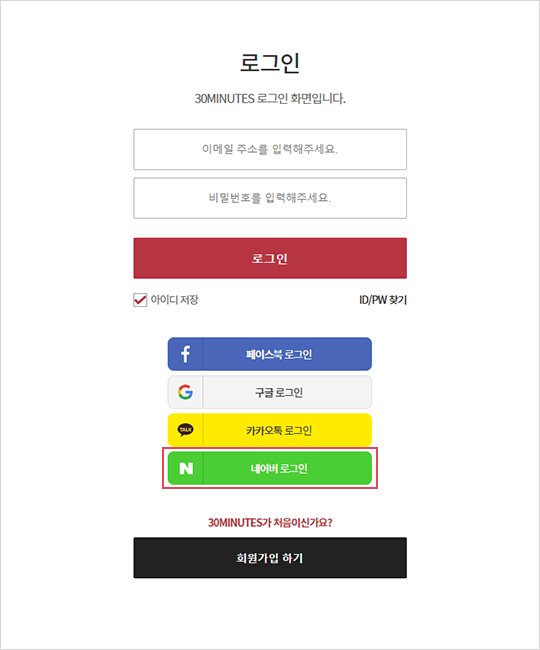 로그인
30MINUTES 로그인 화면입니다.
이메일 주소를 입력해주세요.
비밀번호를 입력해주세요.
로그인
아이디 저장 ID/PW 찾기
f 페이스북 로그인
G 구글 로그인
TALK 카카오톡 로그인
N 네이버 로그인
30MINUTES가 처음이신가요?
회원가입 하기